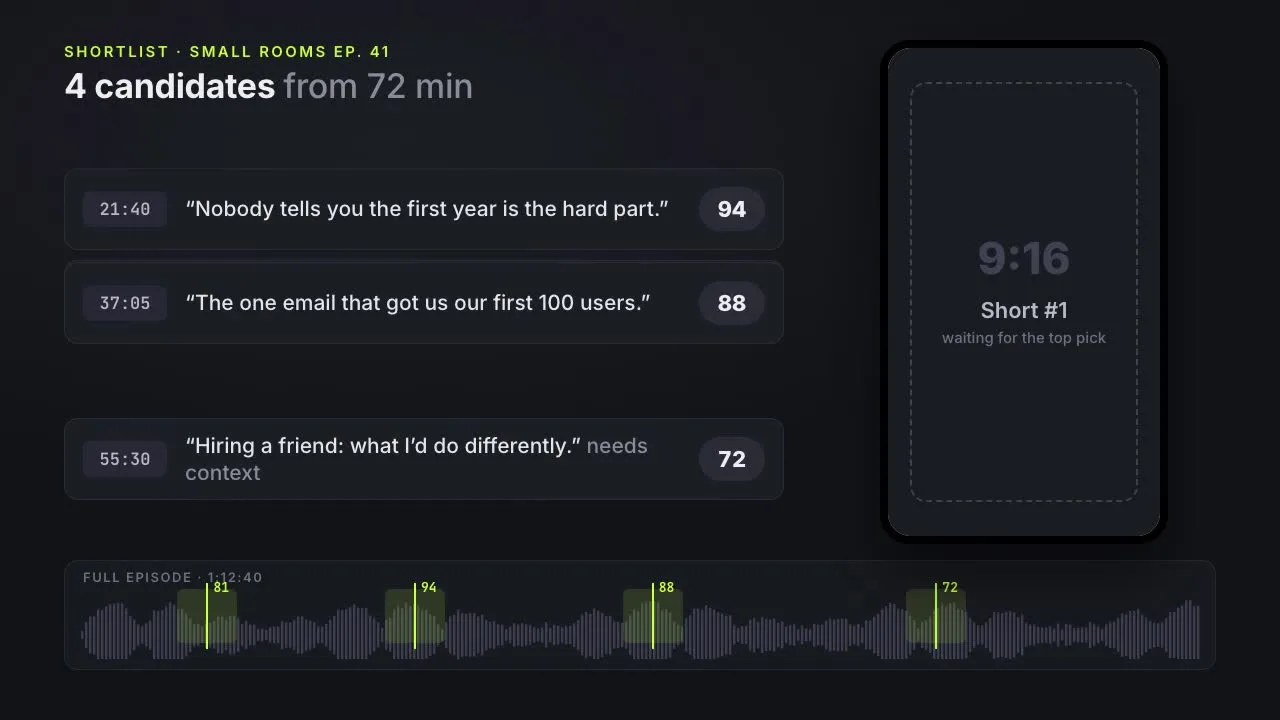 SHORTLIST · SMALL ROOMS EP. 41
4 candidates from 72 min
21:40 “Nobody tells you the first year is the hard part.” 94
37:05 “The one email that got us our first 100 users.” 88
55:30 “Hiring a friend: what I’d do differently.” needs
context 72
9:16
Short #1
waiting for the top pick
FULL EPISODE · 1:12:40
81 94 88 72